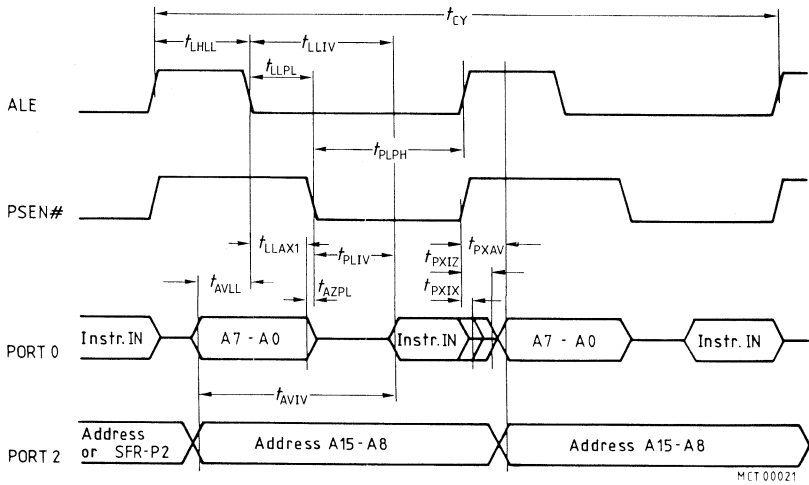 tCY
tLHLL
tLLIV
tLLPL
ALE
tPLPH
PSEN#
tLLAX1
tPLIV
tPXAV
tPXIZ
tAVLL
tAZPL
tPXIX
PORT 0
Instr. IN
A7 - A0
Instr. IN
A7 - A0
Instr. IN
tAVIV
PORT 2
Address
or SFR-P2
Address A15-A8
Address A15-A8
MCT00021